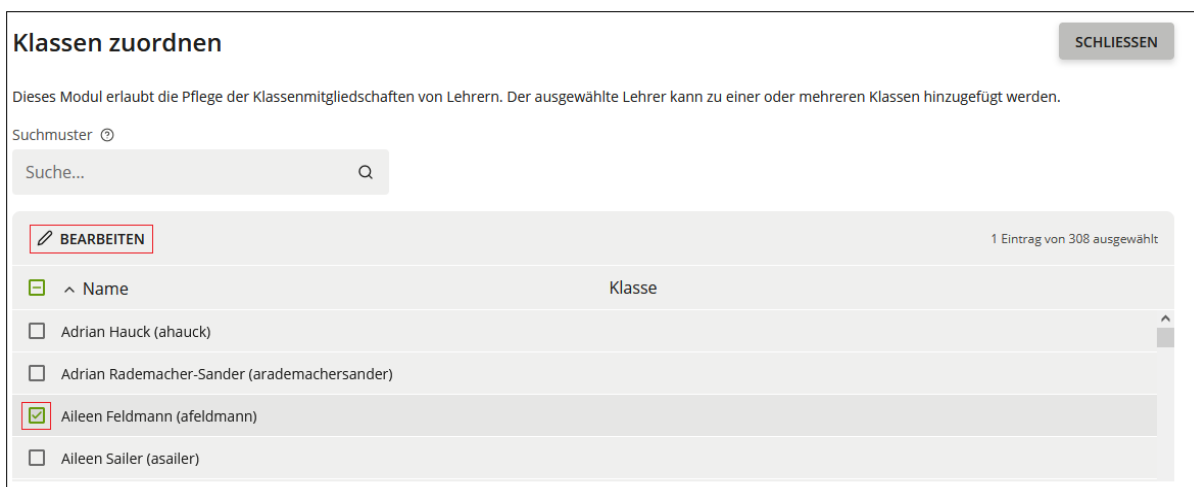 Klassen zuordnen
SCHLIESSEN
Dieses Modul erlaubt die Pflege der Klassenmitgliedschaften von Lehrern. Der ausgewählte Lehrer kann zu einer oder mehreren Klassen hinzugefügt werden.
Suchmuster
Suche...
BEARBEITEN
1 Eintrag von 308 ausgewählt
Name Klasse
Adrian Hauck (ahauck)
Adrian Rademacher-Sander (arademachersander)
Aileen Feldmann (afeldmann)
Aileen Sailer (asailer)